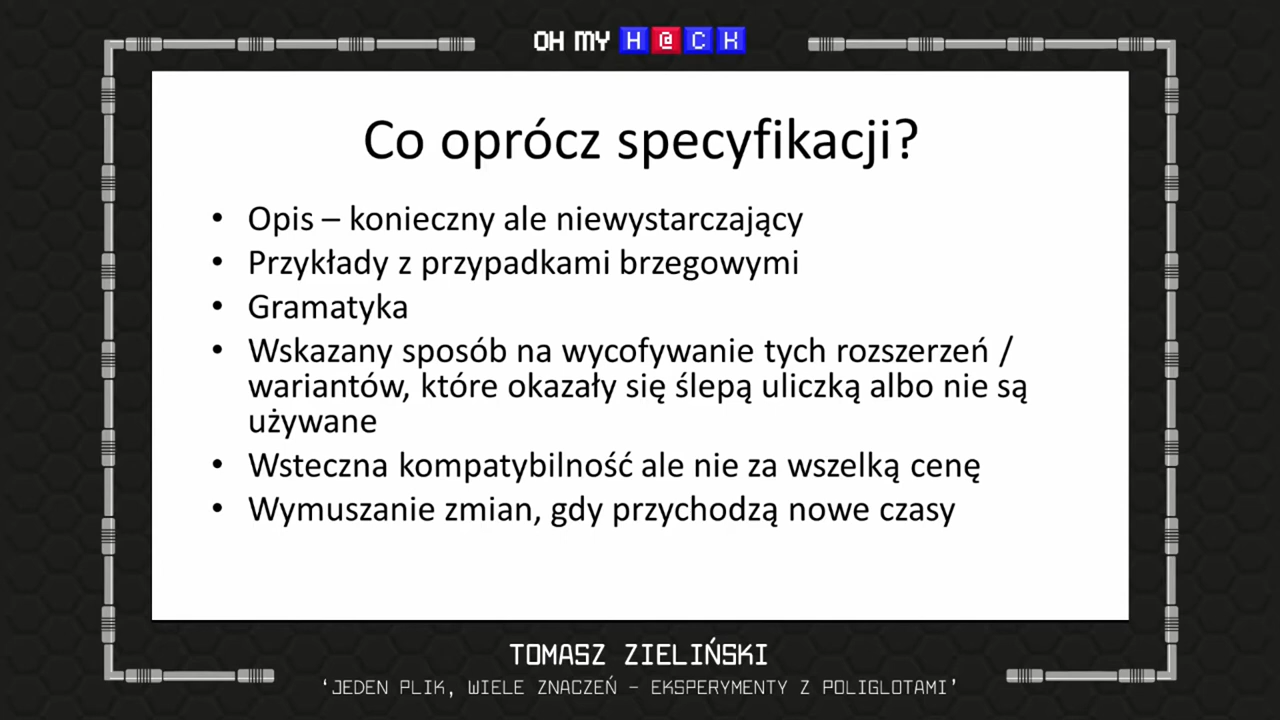 OH MY H@CK
Co oprócz specyfikacji?
• Opis – konieczny ale niewystarczający
• Przykłady z przypadkami brzegowymi
• Gramatyka
• Wskazany sposób na wycofywanie tych rozszerzeń /
wariantów, które okazały się ślepą uliczką albo nie są
używane
• Wsteczna kompatybilność ale nie za wszelką cenę
• Wymuszanie zmian, gdy przychodzą nowe czasy
TOMASZ ZIELIŃSKI
‘JEDEN PLIK, WIELE ZNACZEŃ – EKSPERYMENTY Z POLIGLOTAMI’